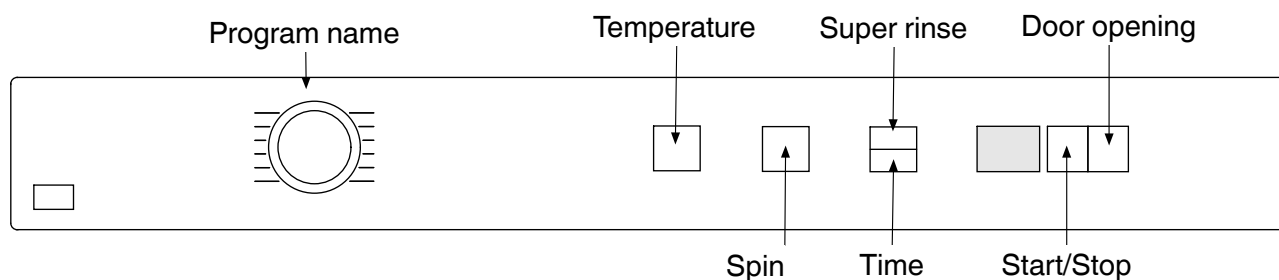 Program name
Temperature
Super rinse
Door opening
Spin
Time
Start/Stop